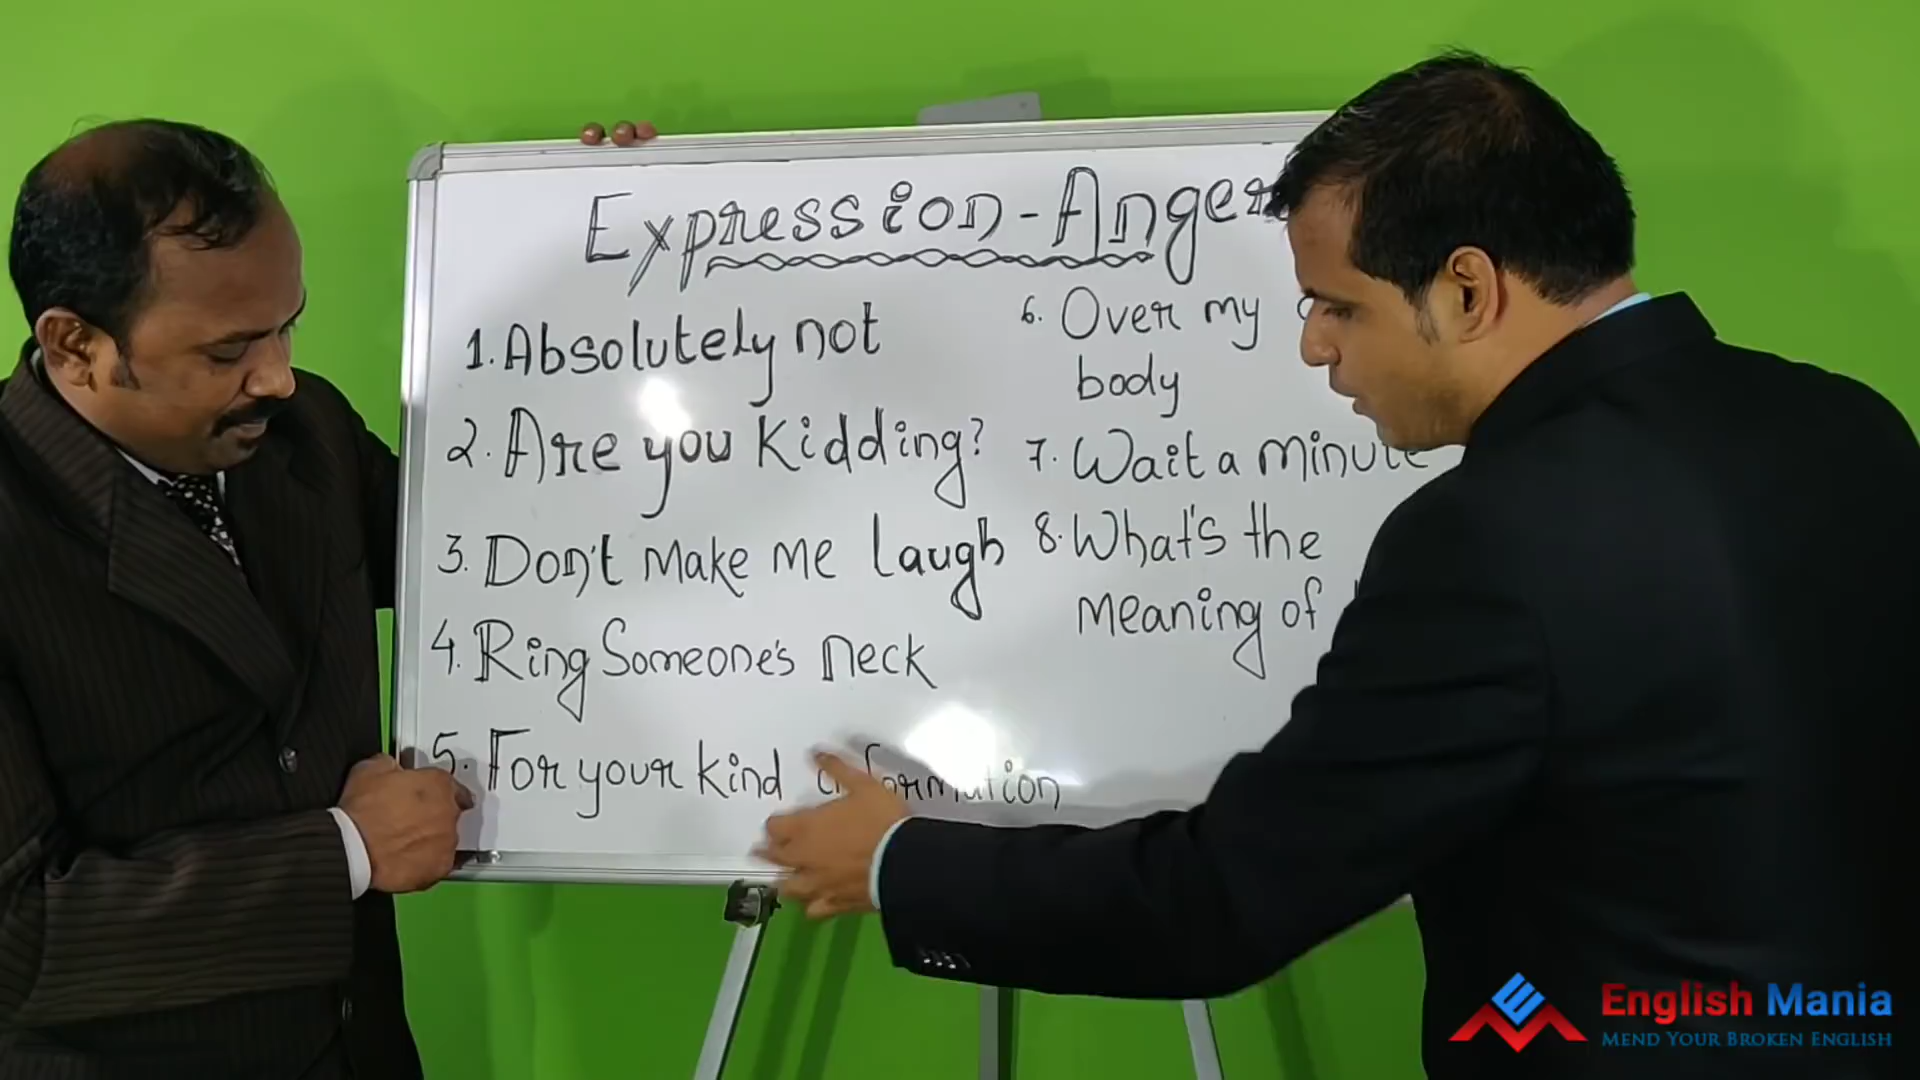 Expression-Anger
1. Absolutely not
2. Are you kidding?
3. Don't make me laugh
4. Ring Someone's neck
5. For your kind information
6. Over my
body
7. Wait a minute
8. What's the
meaning of
English Mania
MEND YOUR BROKEN ENGLISH